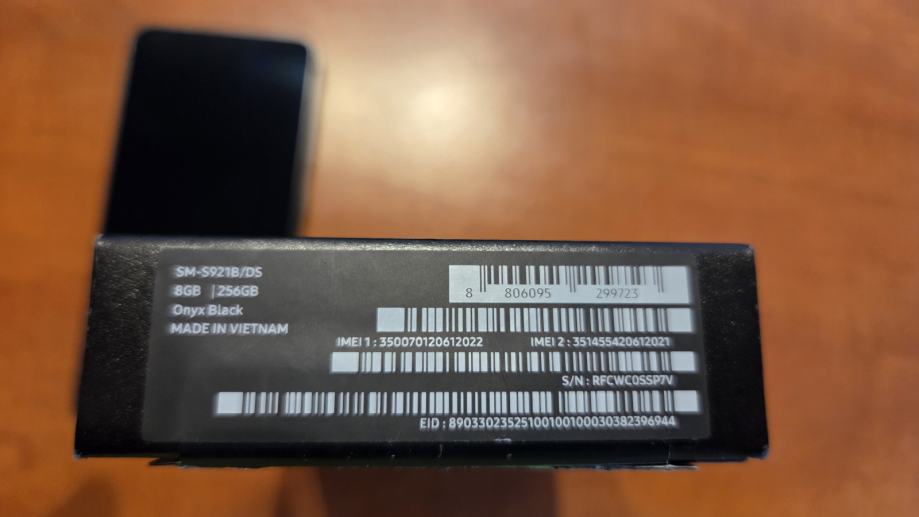 SM-S921B/DS
8GB | 256GB
Onyx Black
MADE IN VIETNAM
8 806095 299723
IMEI 1 : 350070120612022 IMEI 2 : 351455420612021
S/N : RFCWC0SSP7V
EID : 89033023525100100100030382396944